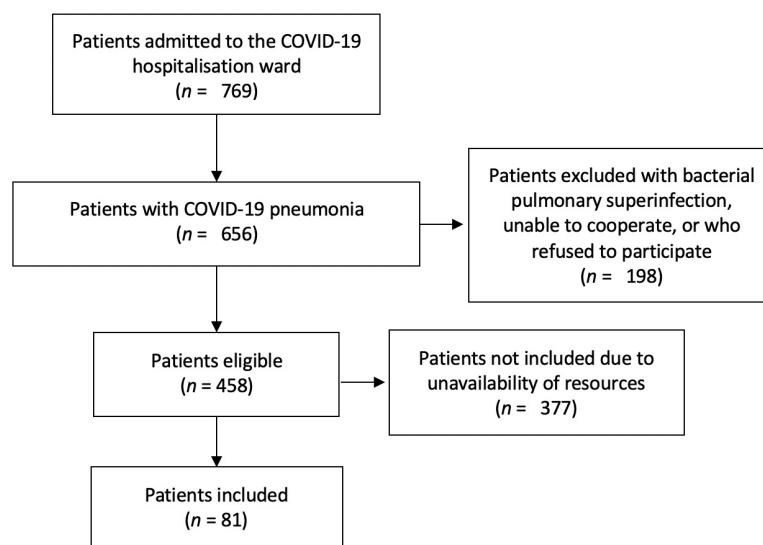 Patients admitted to the COVID-19
hospitalisation ward
(n = 769)
Patients with COVID-19 pneumonia
(n = 656)
Patients excluded with bacterial
pulmonary superinfection,
unable to cooperate, or who
refused to participate
(n = 198)
Patients eligible
(n = 458)
Patients not included due to
unavailability of resources
(n = 377)
Patients included
(n = 81)